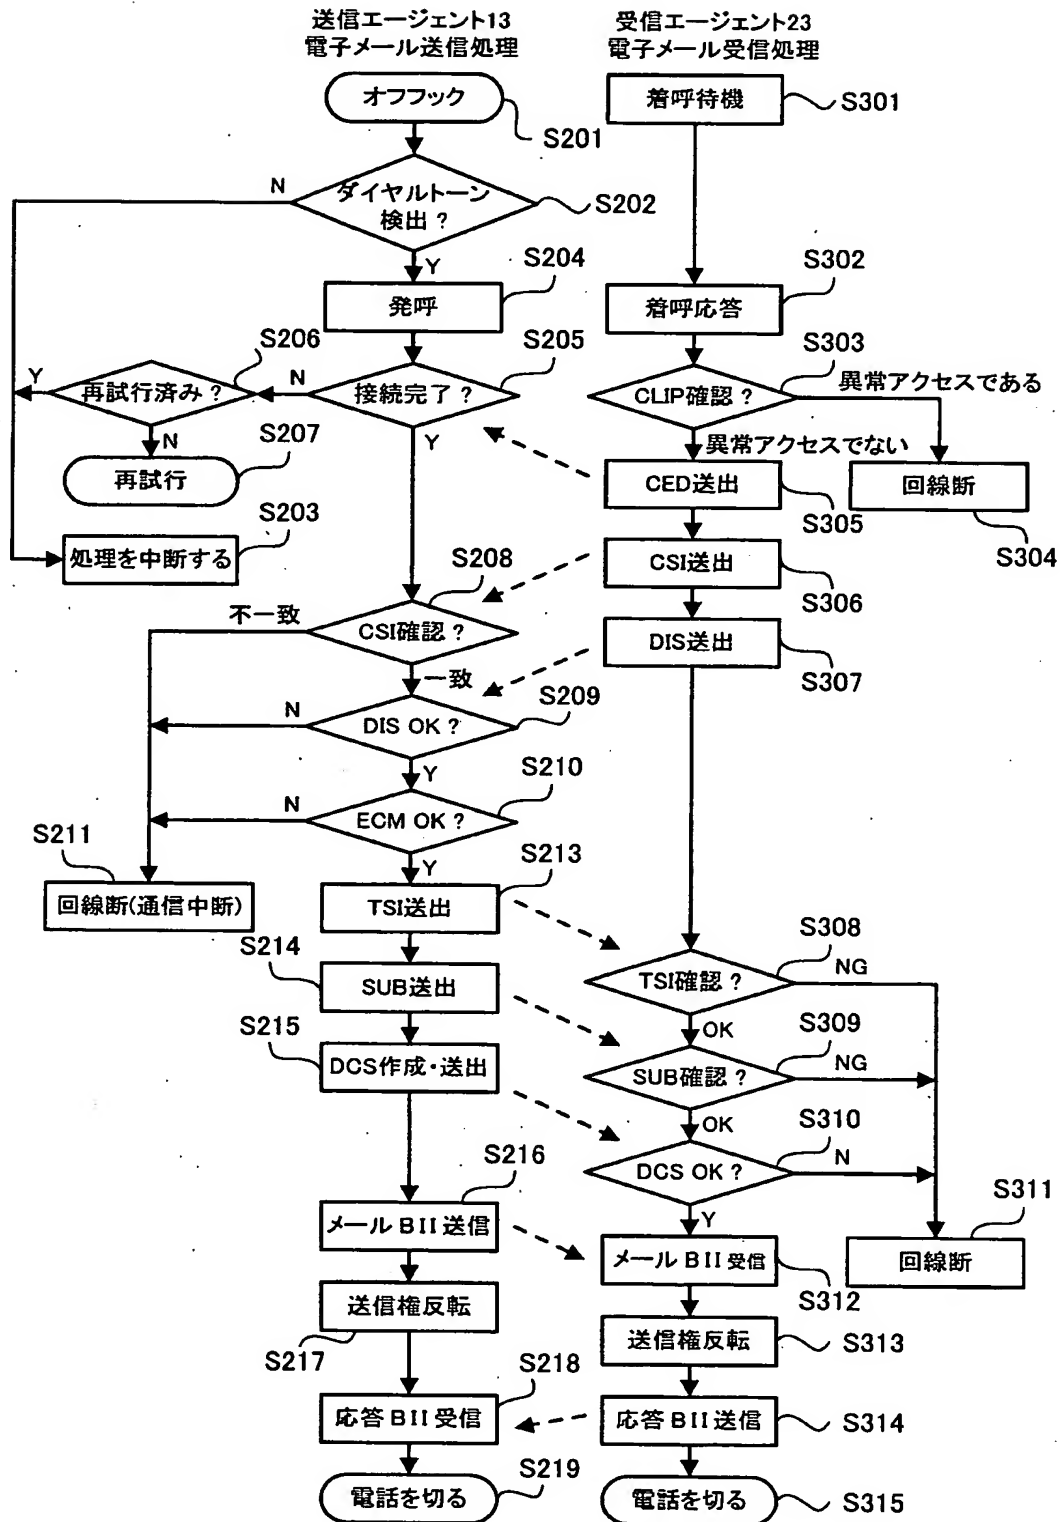 送信エージェント13
電子メール送信処理
受信エージェント23
電子メール受信処理
オフフック
S201
着呼待機
S301
ダイヤルトーン
検出？
N
S202
Y
S204
発呼
S302
着呼応答
S206
S205
S303
Y
再試行済み？
N
接続完了？
CLIP確認？
異常アクセスである
N
S207
Y
異常アクセスでない
再試行
CED送出
S305
回線断
S304
S203
処理を中断する
S208
CSI送出
S306
不一致
CSI確認？
DIS送出
S307
一致
S209
N
DIS OK？
Y
S210
N
ECM OK？
S211
Y
S213
回線断(通信中断)
TSI送出
S308
S214
TSI確認？
NG
SUB送出
OK
S309
S215
DCS作成・送出
SUB確認？
NG
OK
S310
S216
DCS OK？
N
S311
Y
メールBII送信
メールBII受信
回線断
S312
送信権反転
S217
送信権反転
S313
S218
応答BII受信
応答BII送信
S314
S219
電話を切る
電話を切る
S315